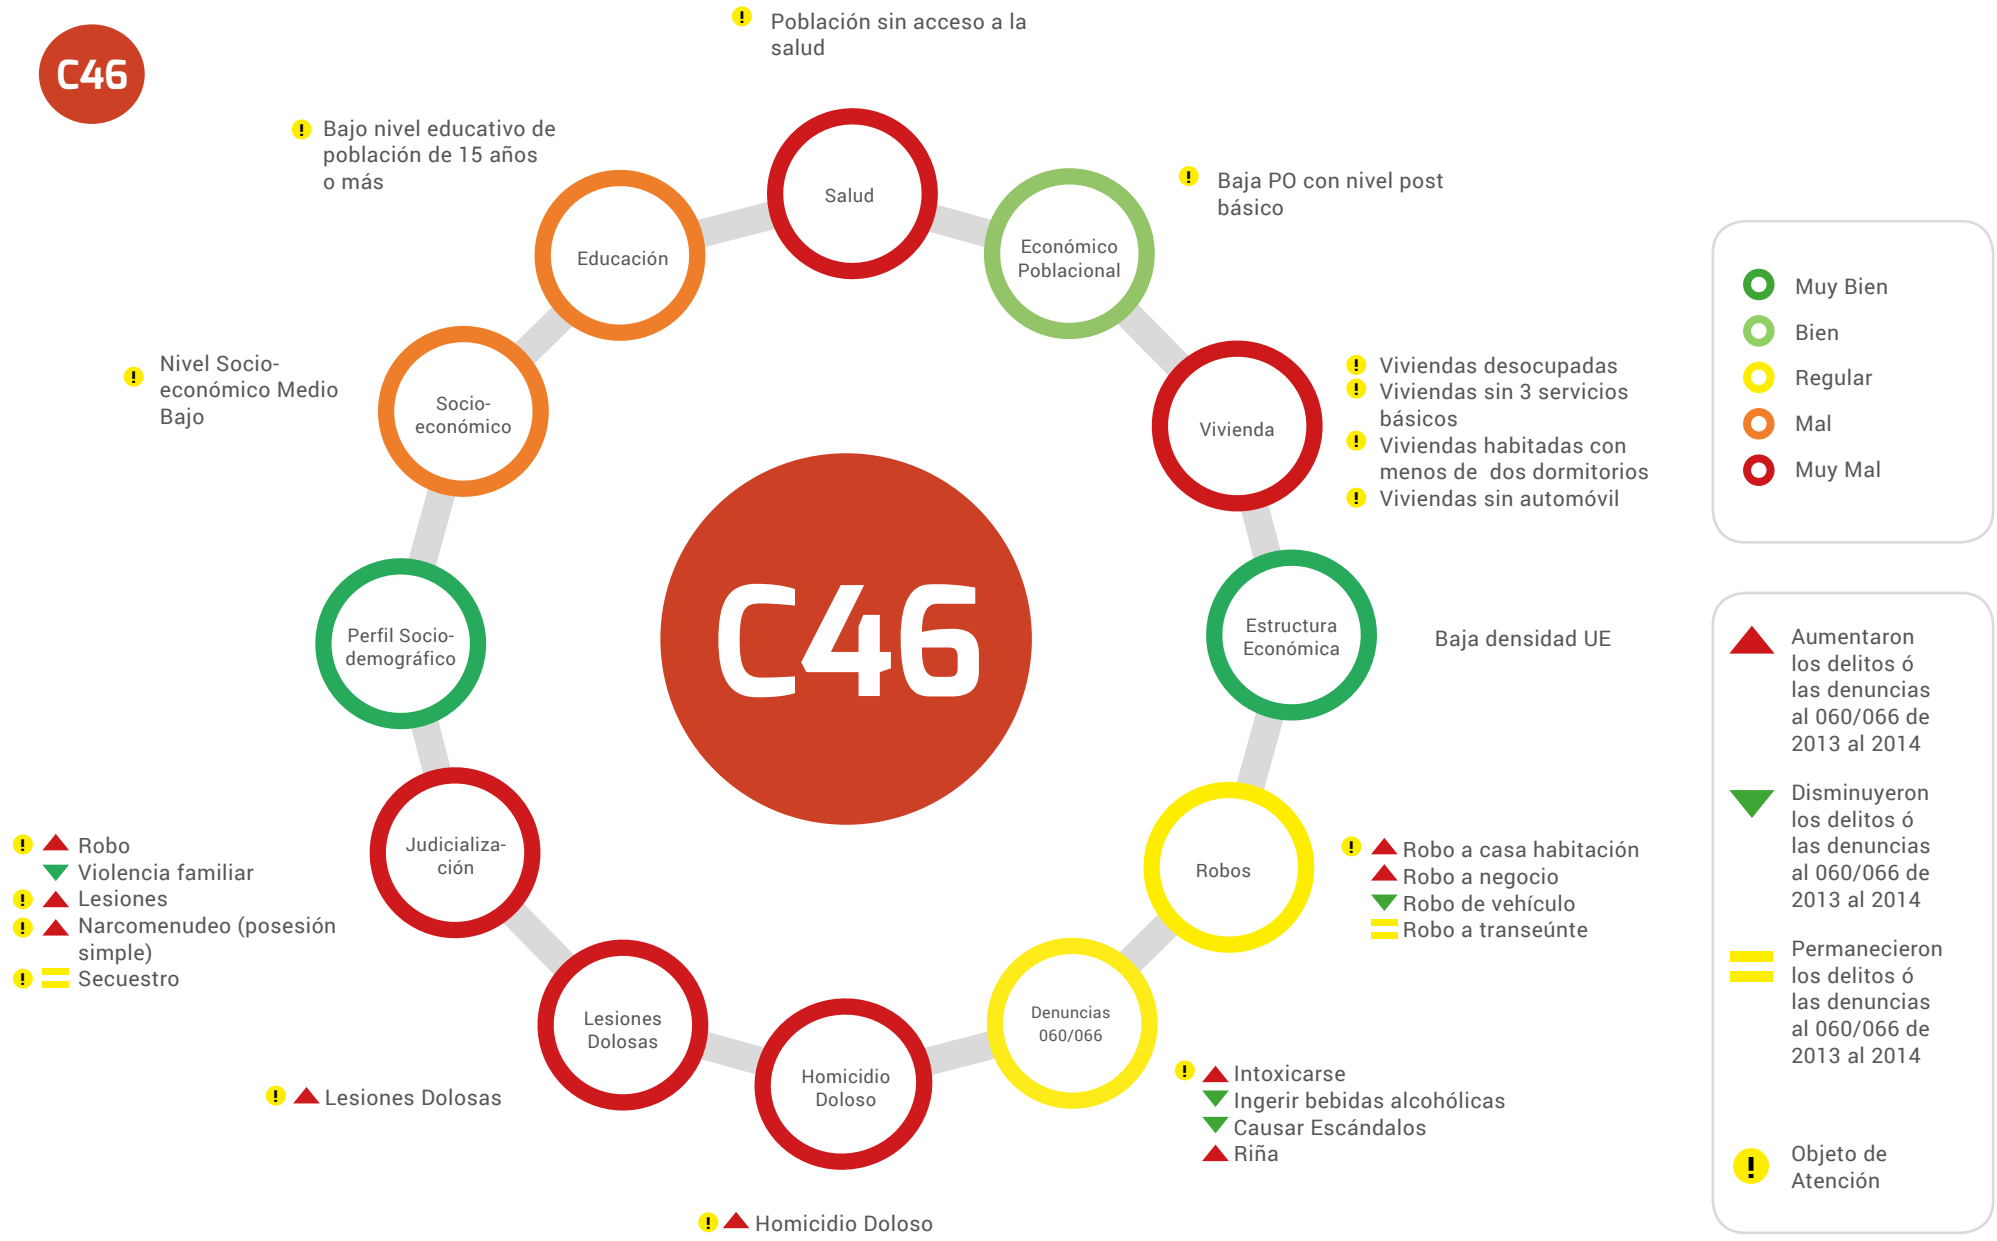 C46
Población sin acceso a la
salud
Bajo nivel educativo de
población de 15 años
o más
Salud
Baja PO con nivel post
básico
Educación
Económico
Poblacional
Nivel Socio-
económico Medio
Bajo
Socio-
económico
Vivienda
Viviendas desocupadas
Viviendas sin 3 servicios
básicos
Viviendas habitadas con
menos de  dos dormitorios
Viviendas sin automóvil
C46
Perfil Socio-
demográfico
Estructura
Económica
Baja densidad UE
Judicializa-
ción
Robo
Violencia familiar
Lesiones
Narcomenudeo (posesión
simple)
Secuestro
Robos
Robo a casa habitación
Robo a negocio
Robo de vehículo
Robo a transeúnte
Lesiones
Dolosas
Lesiones Dolosas
Homicidio
Doloso
Homicidio Doloso
Denuncias
060/066
Intoxicarse
Ingerir bebidas alcohólicas
Causar Escándalos
Riña
Muy Bien
Bien
Regular
Mal
Muy Mal
Aumentaron
los delitos ó
las denuncias
al 060/066 de
2013 al 2014
Disminuyeron
los delitos ó
las denuncias
al 060/066 de
2013 al 2014
Permanecieron
los delitos ó
las denuncias
al 060/066 de
2013 al 2014
Objeto de
Atención